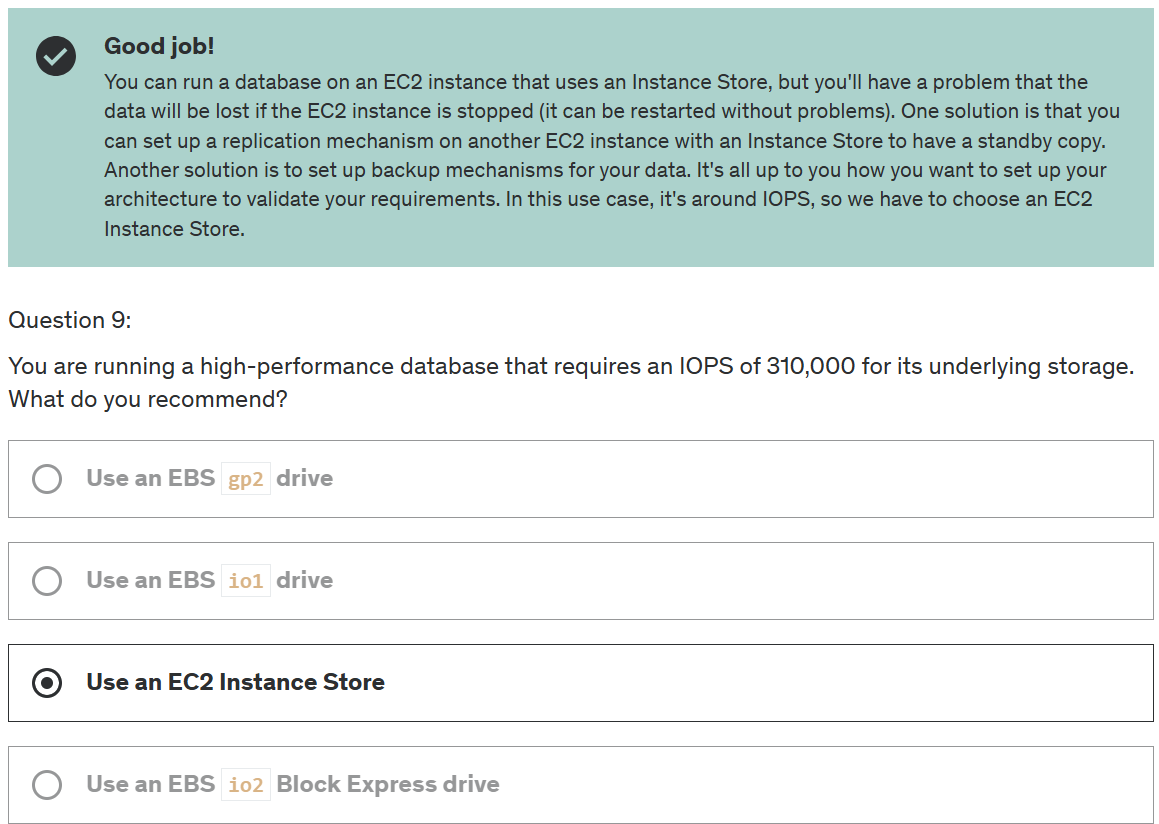 Good job!
You can run a database on an EC2 instance that uses an Instance Store, but you'll have a problem that the
data will be lost if the EC2 instance is stopped (it can be restarted without problems). One solution is that you
can set up a replication mechanism on another EC2 instance with an Instance Store to have a standby copy.
Another solution is to set up backup mechanisms for your data. It's all up to you how you want to set up your
architecture to validate your requirements. In this use case, it's around IOPS, so we have to choose an EC2
Instance Store.
Question 9:
You are running a high-performance database that requires an IOPS of 310,000 for its underlying storage.
What do you recommend?
Use an EBS gp2 drive
Use an EBS io1 drive
Use an EC2 Instance Store
Use an EBS io2 Block Express drive